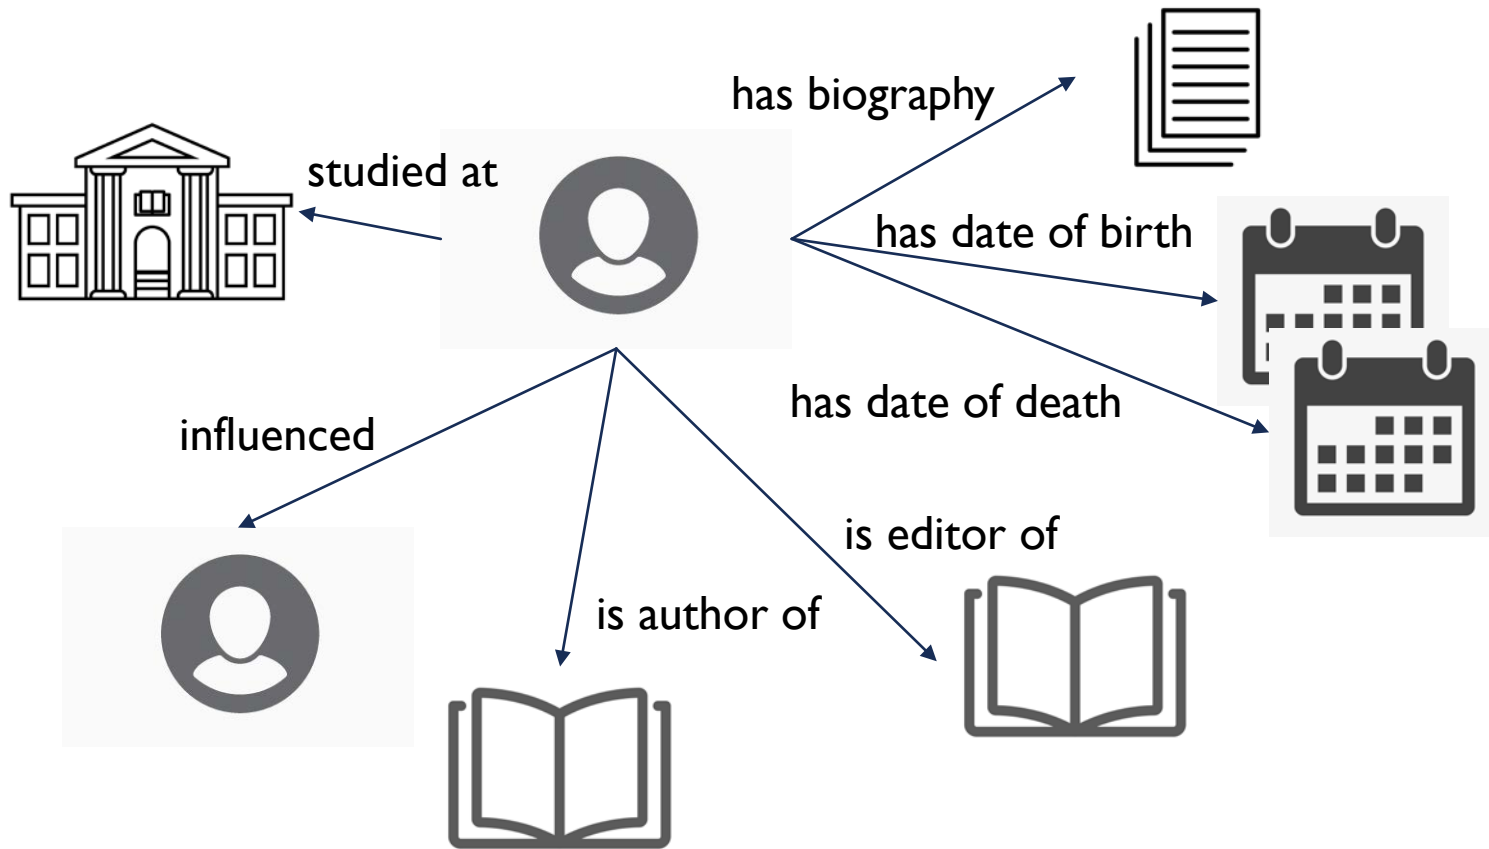 has biography
studied at
has date of birth
has date of death
influenced
is editor of
is author of